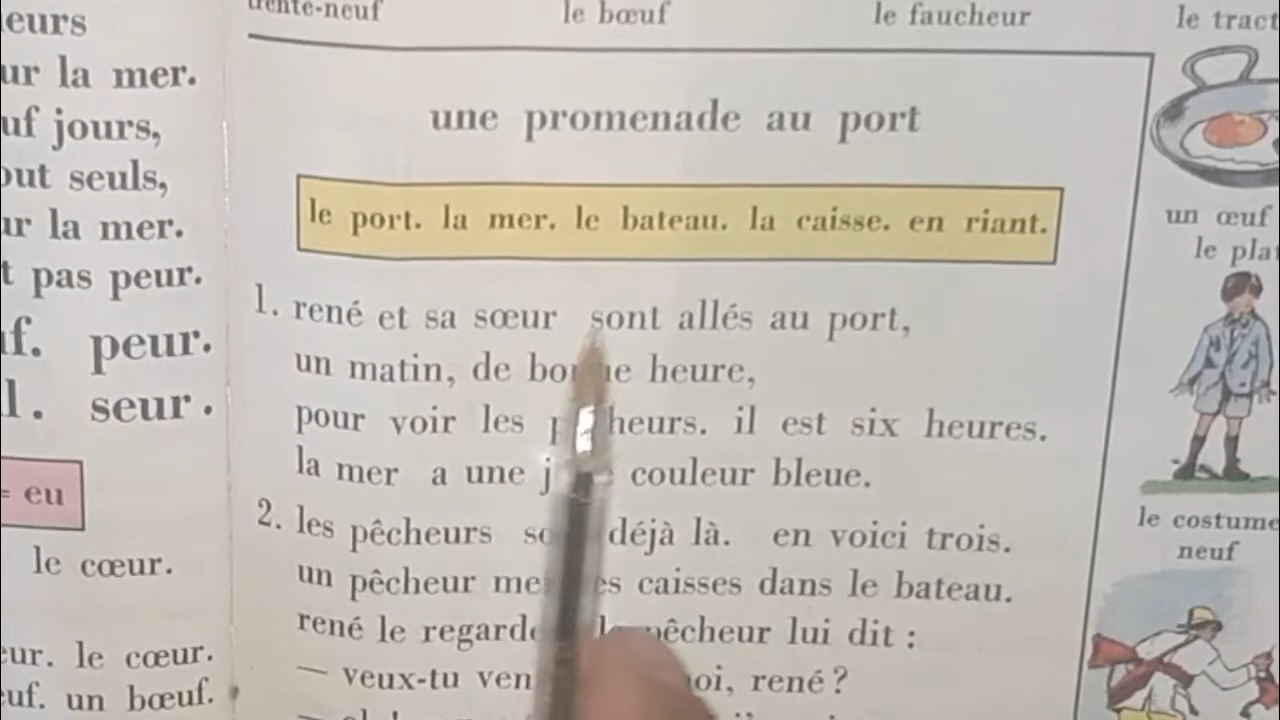 trente-neuf
le bœuf
le faucheur
eurs
ur la mer.
uf jours,
out seuls,
ur la mer.
t pas peur.
uf. peur.
l. seur.
= eu
le cœur.
eur. le cœur.
euf. un bœuf.
une promenade au port
le port. la mer. le bateau. la caisse. en riant.
1. rené et sa sœur sont allés au port,
un matin, de bonne heure,
pour voir les pêcheurs. il est six heures.
la mer a une couleur bleue.
2. les pêcheurs déjà là. en voici trois.
un pêcheur caisses dans le bateau.
rené le regarde pêcheur lui dit :
— veux-tu rené ?
le tract
un œuf
le plat
le costume
neuf